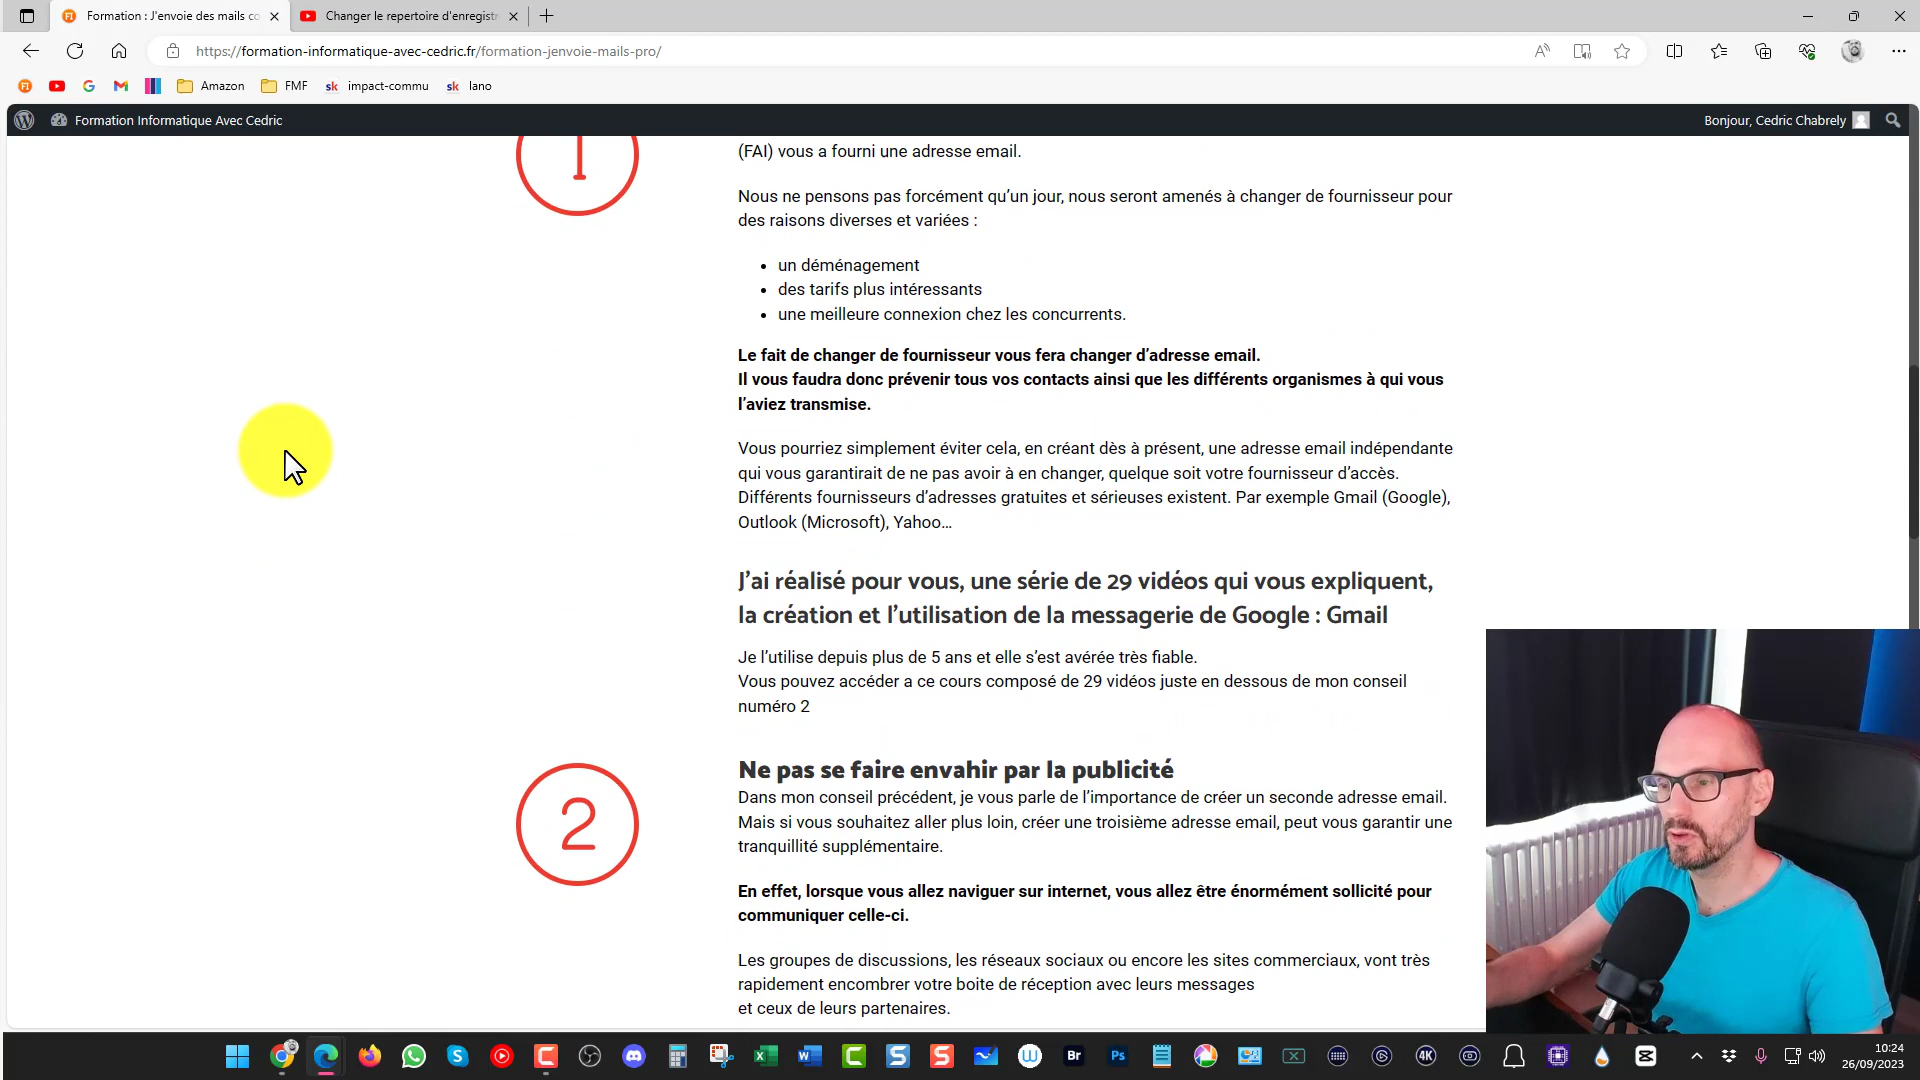 Formation : J'envoie des mails co
Changer le repertoire d'enregistr
https://formation-informatique-avec-cedric.fr/formation-jenvoie-mails-pro/
Amazon
FMF
sk impact-commu
sk lano
Formation Informatique Avec Cedric
Bonjour, Cedric Chabrely
1
(FAI) vous a fourni une adresse email.
Nous ne pensons pas forcément qu’un jour, nous seront amenés à changer de fournisseur pour
des raisons diverses et variées :
• un déménagement
• des tarifs plus intéressants
• une meilleure connexion chez les concurrents.
Le fait de changer de fournisseur vous fera changer d’adresse email.
Il vous faudra donc prévenir tous vos contacts ainsi que les différents organismes à qui vous
l’aviez transmise.
Vous pourriez simplement éviter cela, en créant dès à présent, une adresse email indépendante
qui vous garantirait de ne pas avoir à en changer, quelque soit votre fournisseur d’accès.
Différents fournisseurs d’adresses gratuites et sérieuses existent. Par exemple Gmail (Google),
Outlook (Microsoft), Yahoo…
J’ai réalisé pour vous, une série de 29 vidéos qui vous expliquent,
la création et l’utilisation de la messagerie de Google : Gmail
Je l’utilise depuis plus de 5 ans et elle s’est avérée très fiable.
Vous pouvez accéder a ce cours composé de 29 vidéos juste en dessous de mon conseil
numéro 2
2
Ne pas se faire envahir par la publicité
Dans mon conseil précédent, je vous parle de l’importance de créer un seconde adresse email.
Mais si vous souhaitez aller plus loin, créer une troisième adresse email, peut vous garantir une
tranquillité supplémentaire.
En effet, lorsque vous allez naviguer sur internet, vous allez être énormément sollicité pour
communiquer celle-ci.
Les groupes de discussions, les réseaux sociaux ou encore les sites commerciaux, vont très
rapidement encombrer votre boite de réception avec leurs messages
et ceux de leurs partenaires.
Br
Ps
4K
10:24
26/09/2023